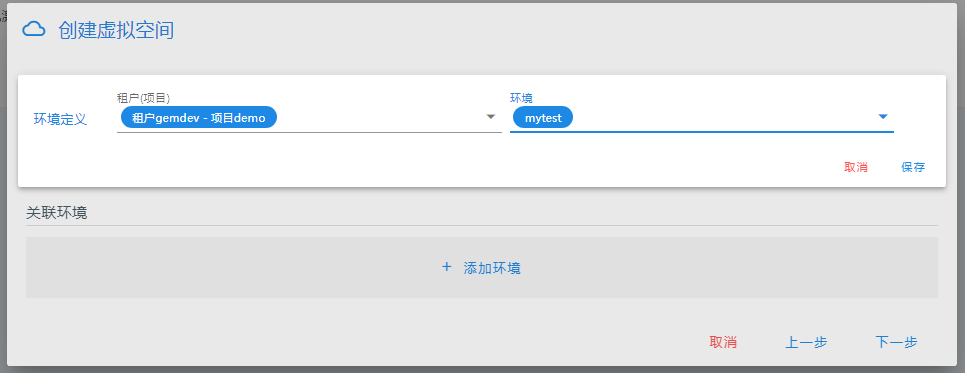 创建虚拟空间
租户(项目)
环境
环境定义
租户gemdev - 项目demo
mytest
取消
保存
关联环境
+ 添加环境
取消
上一步
下一步